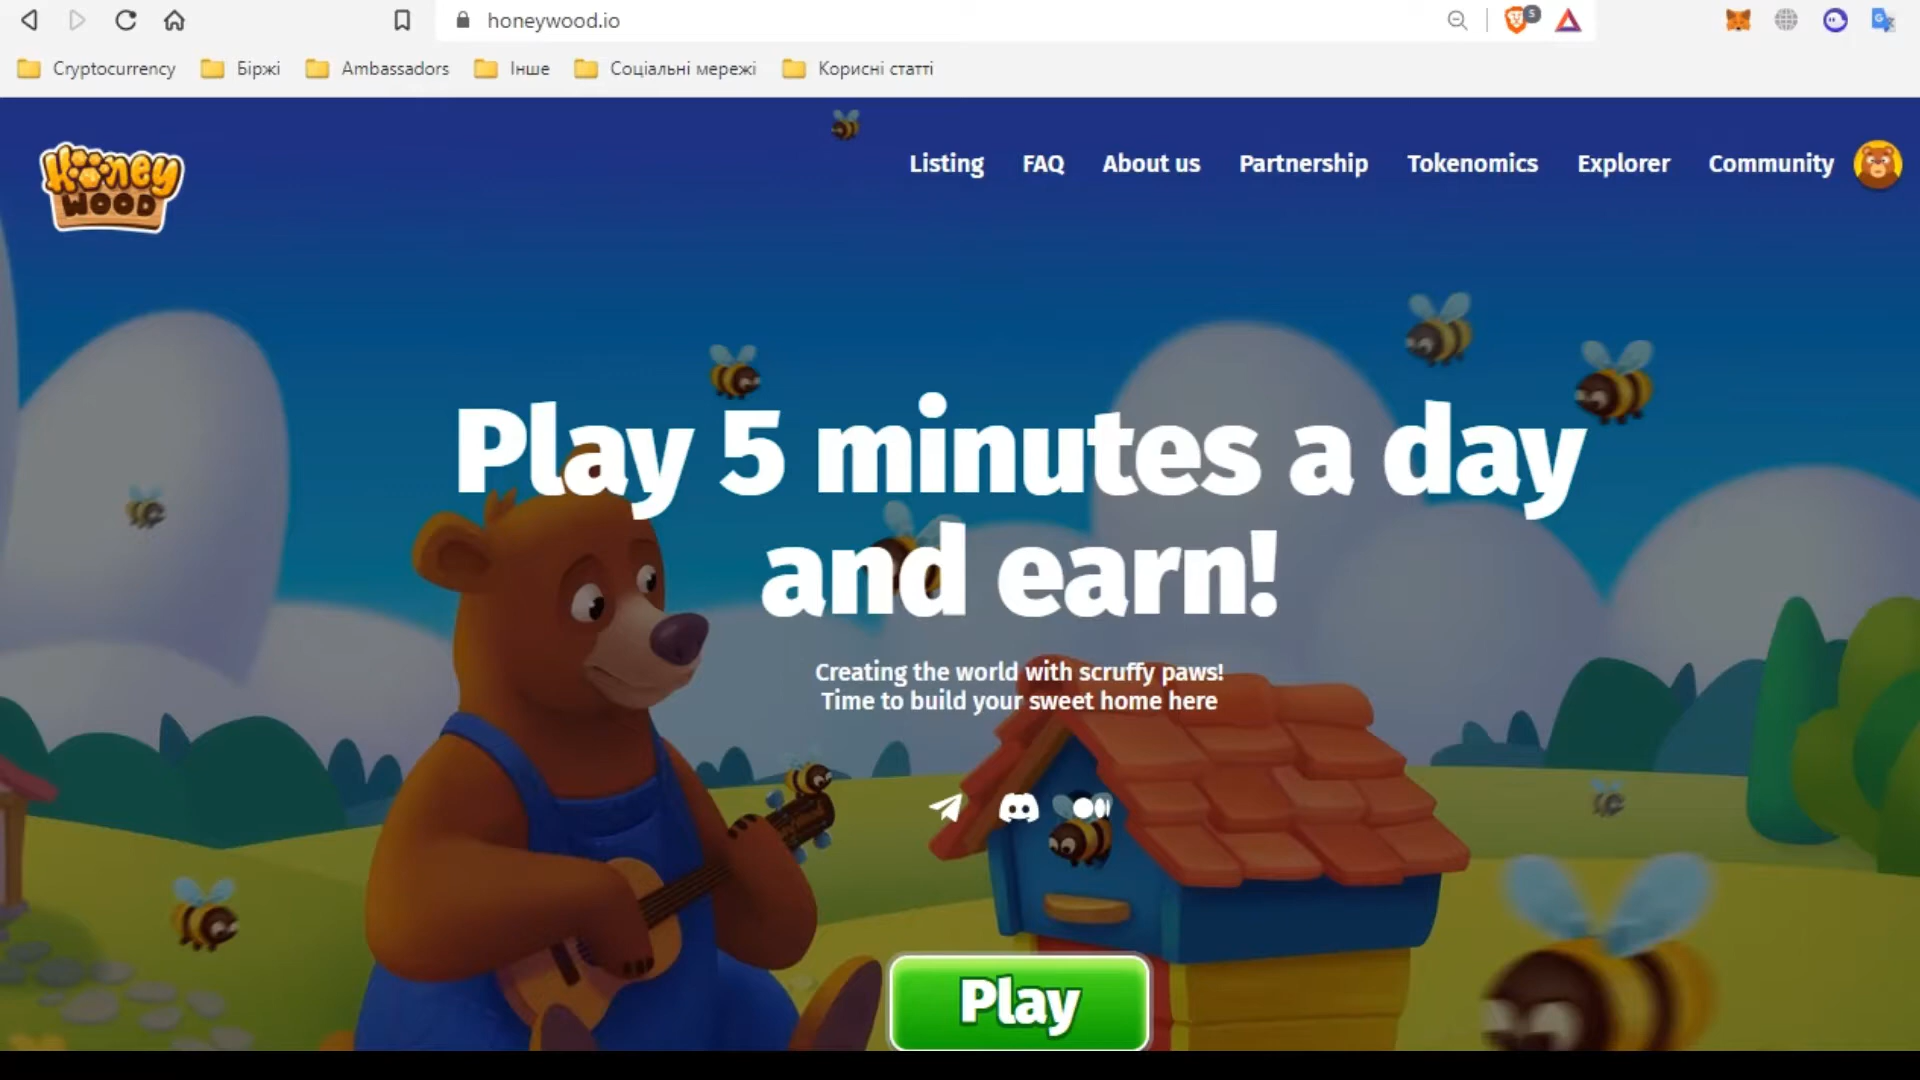 honeywood.io
5
Cryptocurrency
Біржі
Ambassadors
Інше
Соціальні мережі
Корисні статті
Honey
WOOD
Listing
FAQ
About us
Partnership
Tokenomics
Explorer
Community
Play 5 minutes a day
and earn!
Creating the world with scruffy paws!
Time to build your sweet home here
Play